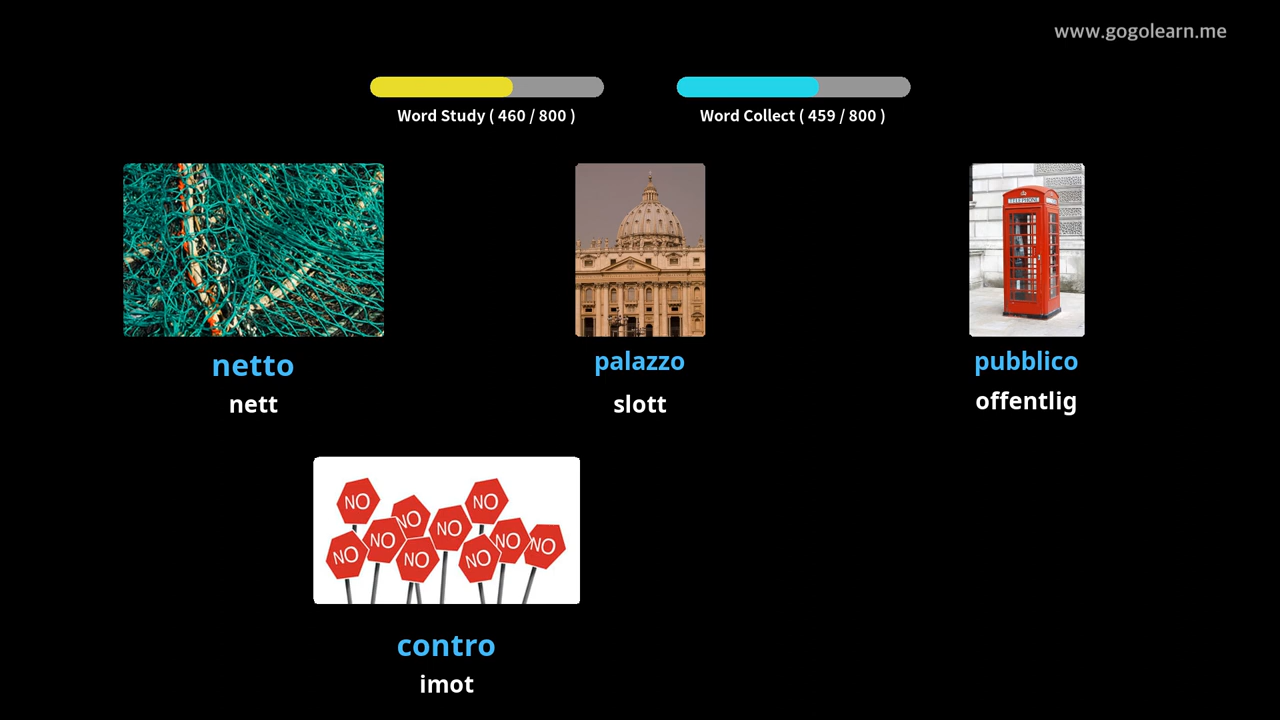 www.gogolearn.me
Word Study ( 460 / 800 )
Word Collect ( 459 / 800 )
TELEPHONE
netto
palazzo
pubblico
nett
slott
offentlig
NO
NO
NO
NO
NO
NO
NO
NO
NO
NO
contro
imot